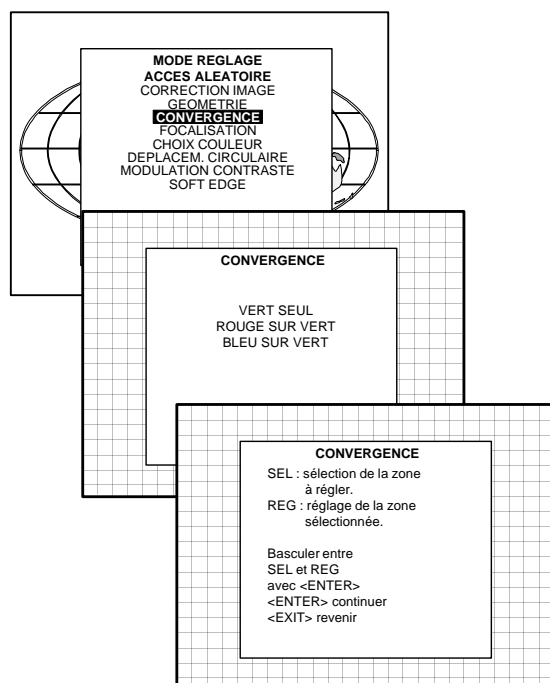 MODE REGLAGE
ACCES ALEATOIRE
CORRECTION IMAGE
GEOMETRIE
CONVERGENCE
FOCALISATION
CHOIX COULEUR
DEPLACEM. CIRCULAIRE
MODULATION CONTRASTE
SOFT EDGE
CONVERGENCE
VERT SEUL
ROUGE SUR VERT
BLEU SUR VERT
CONVERGENCE
SEL : sélection de la zone
à régler.
REG : réglage de la zone
sélectionnée.
Basculer entre
SEL et REG
avec <ENTER>
<ENTER> continuer
<EXIT> revenir